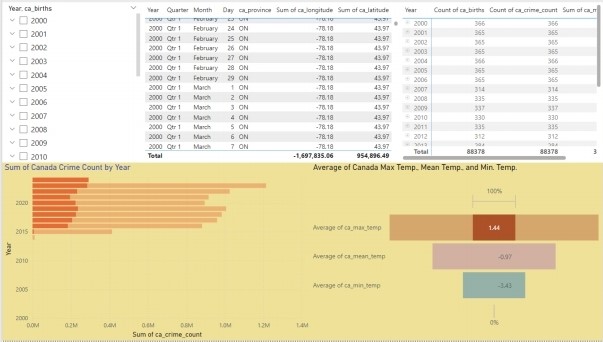 Year, ca_births
2000
2001
2002
2003
2004
2005
2006
2007
2008
2009
2010
Year Quarter Month Day ca_province Sum of ca_longitude Sum of ca_latitude
2000 Qtr 1 February 23 ON -78.18 43.97
2000 Qtr 1 February 24 ON -78.18 43.97
2000 Qtr 1 February 25 ON -78.18 43.97
2000 Qtr 1 February 26 ON -78.18 43.97
2000 Qtr 1 February 27 ON -78.18 43.97
2000 Qtr 1 February 28 ON -78.18 43.97
2000 Qtr 1 February 29 ON -78.18 43.97
2000 Qtr 1 March 1 ON -78.18 43.97
2000 Qtr 1 March 2 ON -78.18 43.97
2000 Qtr 1 March 3 ON -78.18 43.97
2000 Qtr 1 March 4 ON -78.18 43.97
2000 Qtr 1 March 5 ON -78.18 43.97
2000 Qtr 1 March 6 ON -78.18 43.97
2000 Qtr 1 March 7 ON -78.18 43.97
Total -1,697,835.06 954,896.49
Year Count of ca_births Count of ca_crime_count Sum of ca_m
2000 366 366
2001 365 365
2002 365 365
2003 365 365
2004 366 366
2005 365 365
2006 365 365
2007 314 314
2008 335 335
2009 337 337
2010 330 330
2011 335 335
2012 312 312
2013 284 284
Total 88378 88378 3
Sum of Canada Crime Count by Year
Year
2020
2015
2010
2005
2000
0.0M 0.2M 0.4M 0.6M 0.8M 1.0M 1.2M 1.4M
Sum of ca_crime_count
Average of Canada Max Temp., Mean Temp., and Min. Temp.
100%
Average of ca_max_temp 1.44
Average of ca_mean_temp -0.97
Average of ca_min_temp -3.43
0%